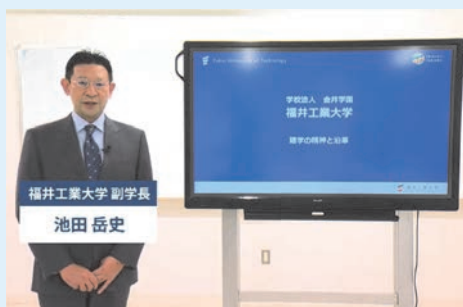 Fukui University of Technology
学校法人 金井学園
福井工業大学
建学の精神と沿革
福井工業大学 副学長
池田 岳史